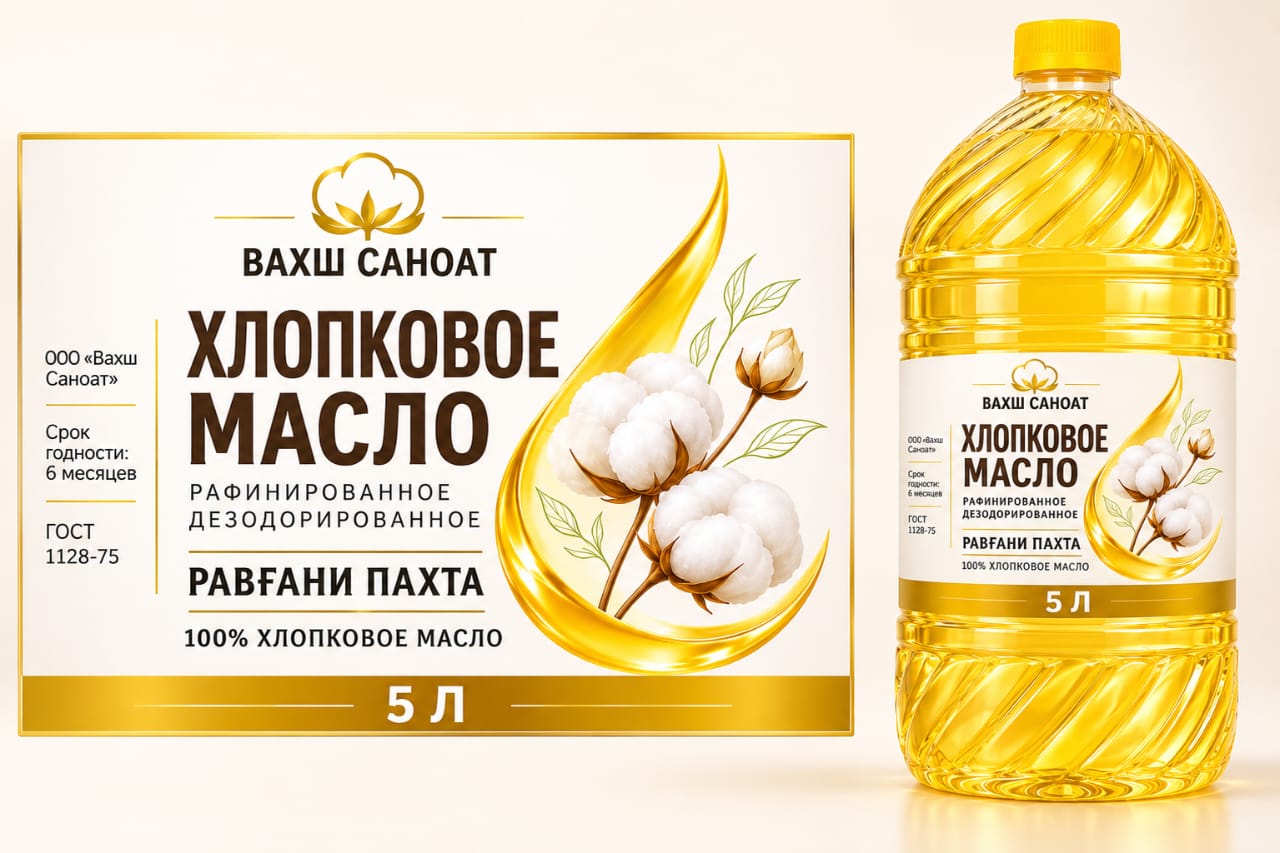 ВАХШ САНОАТ
ХЛОПКОВОЕ
МАСЛО
РАФИНИРОВАННОЕ
ДЕЗОДОРИРОВАННОЕ
РАВҒАНИ ПАХТА
100% ХЛОПКОВОЕ МАСЛО
ООО «Вахш
Саноат»
Срок
годности:
6 месяцев
ГОСТ
1128-75
5 Л
ВАХШ САНОАТ
ХЛОПКОВОЕ
МАСЛО
РАФИНИРОВАННОЕ
ДЕЗОДОРИРОВАННОЕ
РАВҒАНИ ПАХТА
100% ХЛОПКОВОЕ МАСЛО
ООО «Вахш
Саноат»
Срок
годности:
6 месяцев
ГОСТ
1128-75
5 Л